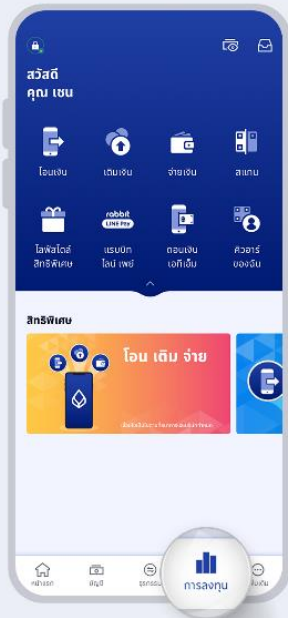 สวัสดี
คุณ เชน
โอนเงิน
เติมเงิน
จ่ายเงิน
สแกน
ไลฟ์สไตล์
สิทธิพิเศษ
rabbit
LINE Pay
แรบบิท
ไลน์ เพย์
ถอนเงิน
เอทีเอ็ม
คิวอาร์
ของฉัน
สิทธิพิเศษ
โอน เติม จ่าย
หน้าแรก
บัญชี
การลงทุน